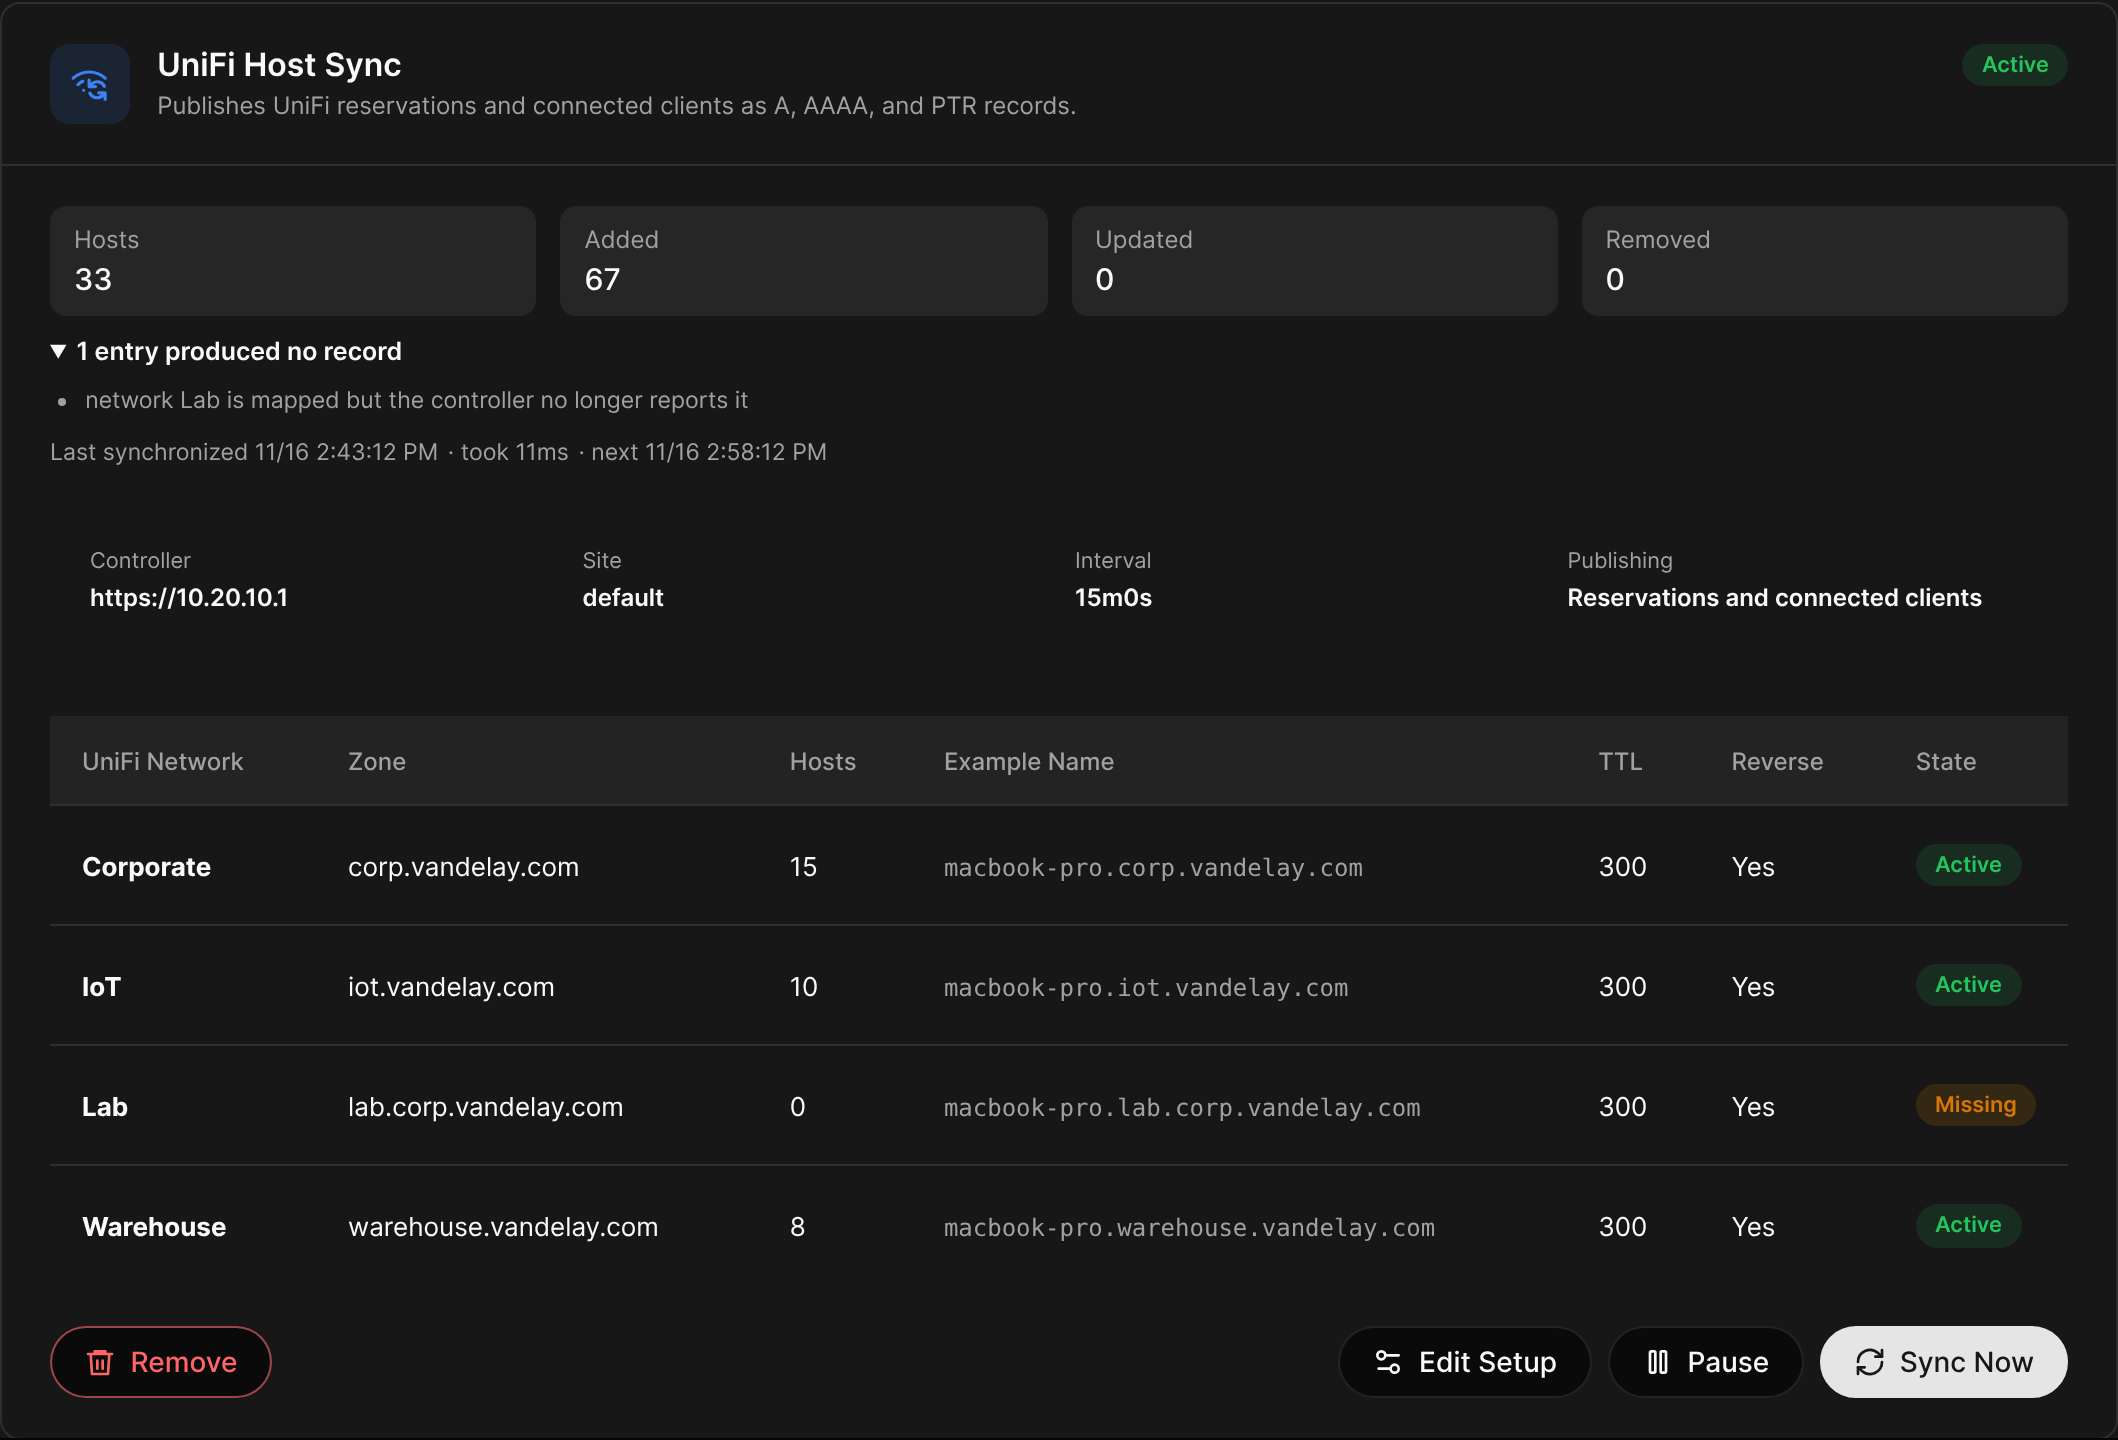 UniFi Host Sync
Active
Publishes UniFi reservations and connected clients as A, AAAA, and PTR records.
Hosts
33
Added
67
Updated
0
Removed
0
▼ 1 entry produced no record
• network Lab is mapped but the controller no longer reports it
Last synchronized 11/16 2:43:12 PM · took 11ms · next 11/16 2:58:12 PM
Controller
https://10.20.10.1
Site
default
Interval
15m0s
Publishing
Reservations and connected clients
UniFi Network Zone Hosts Example Name TTL Reverse State
Corporate corp.vandelay.com 15 macbook-pro.corp.vandelay.com 300 Yes Active
IoT iot.vandelay.com 10 macbook-pro.iot.vandelay.com 300 Yes Active
Lab lab.corp.vandelay.com 0 macbook-pro.lab.corp.vandelay.com 300 Yes Missing
Warehouse warehouse.vandelay.com 8 macbook-pro.warehouse.vandelay.com 300 Yes Active
Remove Edit Setup Pause Sync Now